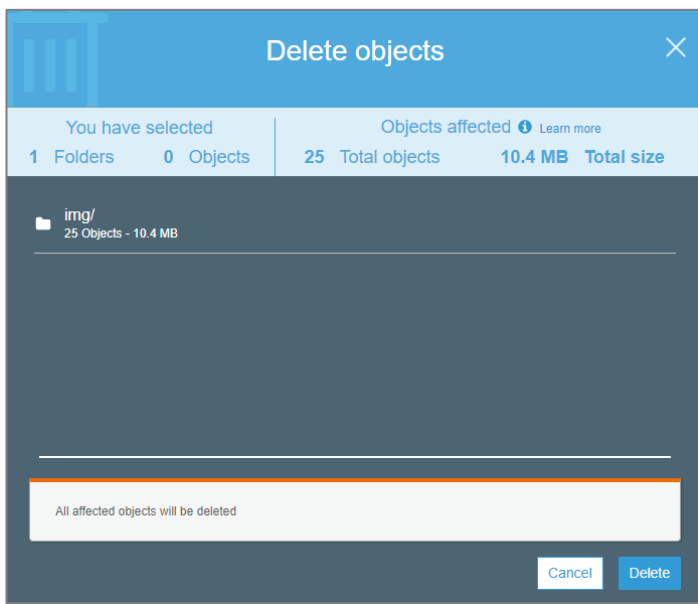 Delete objects
You have selected
1 Folders 0 Objects
Objects affected Learn more
25 Total objects 10.4 MB Total size
img/
25 Objects - 10.4 MB
All affected objects will be deleted
Cancel Delete